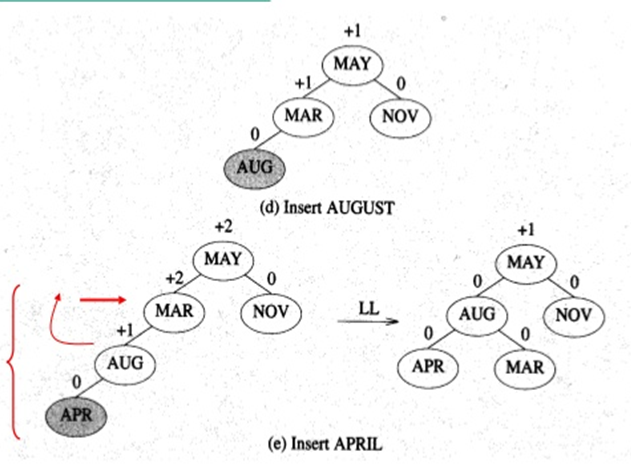 +1
MAY
+1 0
MAR NOV
0
AUG
(d) Insert AUGUST
+2
MAY
+2 0
MAR NOV
+1
AUG
0
APR
LL
+1
MAY
0 0
AUG NOV
0 0
APR MAR
(e) Insert APRIL